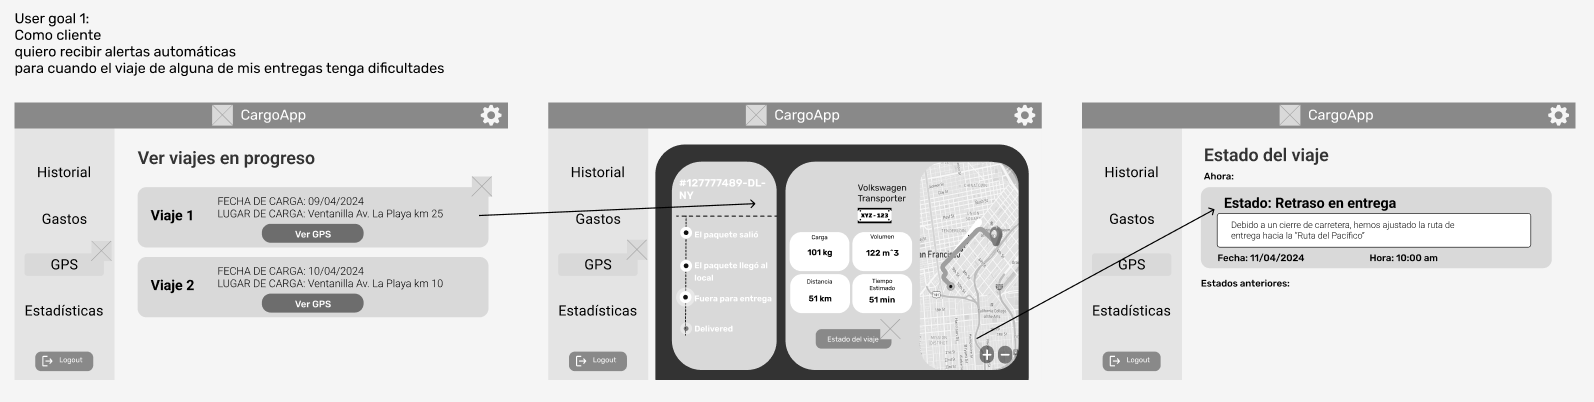 User goal 1:
Como cliente
quiero recibir alertas automáticas
para cuando el viaje de alguna de mis entregas tenga dificultades
CargoApp
Historial
Gastos
GPS
Estadísticas
Logout
Ver viajes en progreso
Viaje 1
FECHA DE CARGA: 09/04/2024
LUGAR DE CARGA: Ventanilla Av. La Playa km 25
Ver GPS
Viaje 2
FECHA DE CARGA: 10/04/2024
LUGAR DE CARGA: Ventanilla Av. La Playa km 10
Ver GPS
CargoApp
Historial
Gastos
GPS
Estadísticas
Logout
#127777489-DL-
NY
El paquete salió
El paquete llegó al
local
Fuera para entrega
Delivered
Volkswagen
Transporter
XYZ-123
Carga
101 kg
Volumen
122 m^3
Distancia
51 km
Tiempo
Estimado
51 min
Estado del viaje
an Francisco
CargoApp
Historial
Gastos
GPS
Estadísticas
Logout
Estado del viaje
Ahora:
Estado: Retraso en entrega
Debido a un cierre de carretera, hemos ajustado la ruta de
entrega hacia la "Ruta del Pacífico"
Fecha: 11/04/2024
Hora: 10:00 am
Estados anteriores: